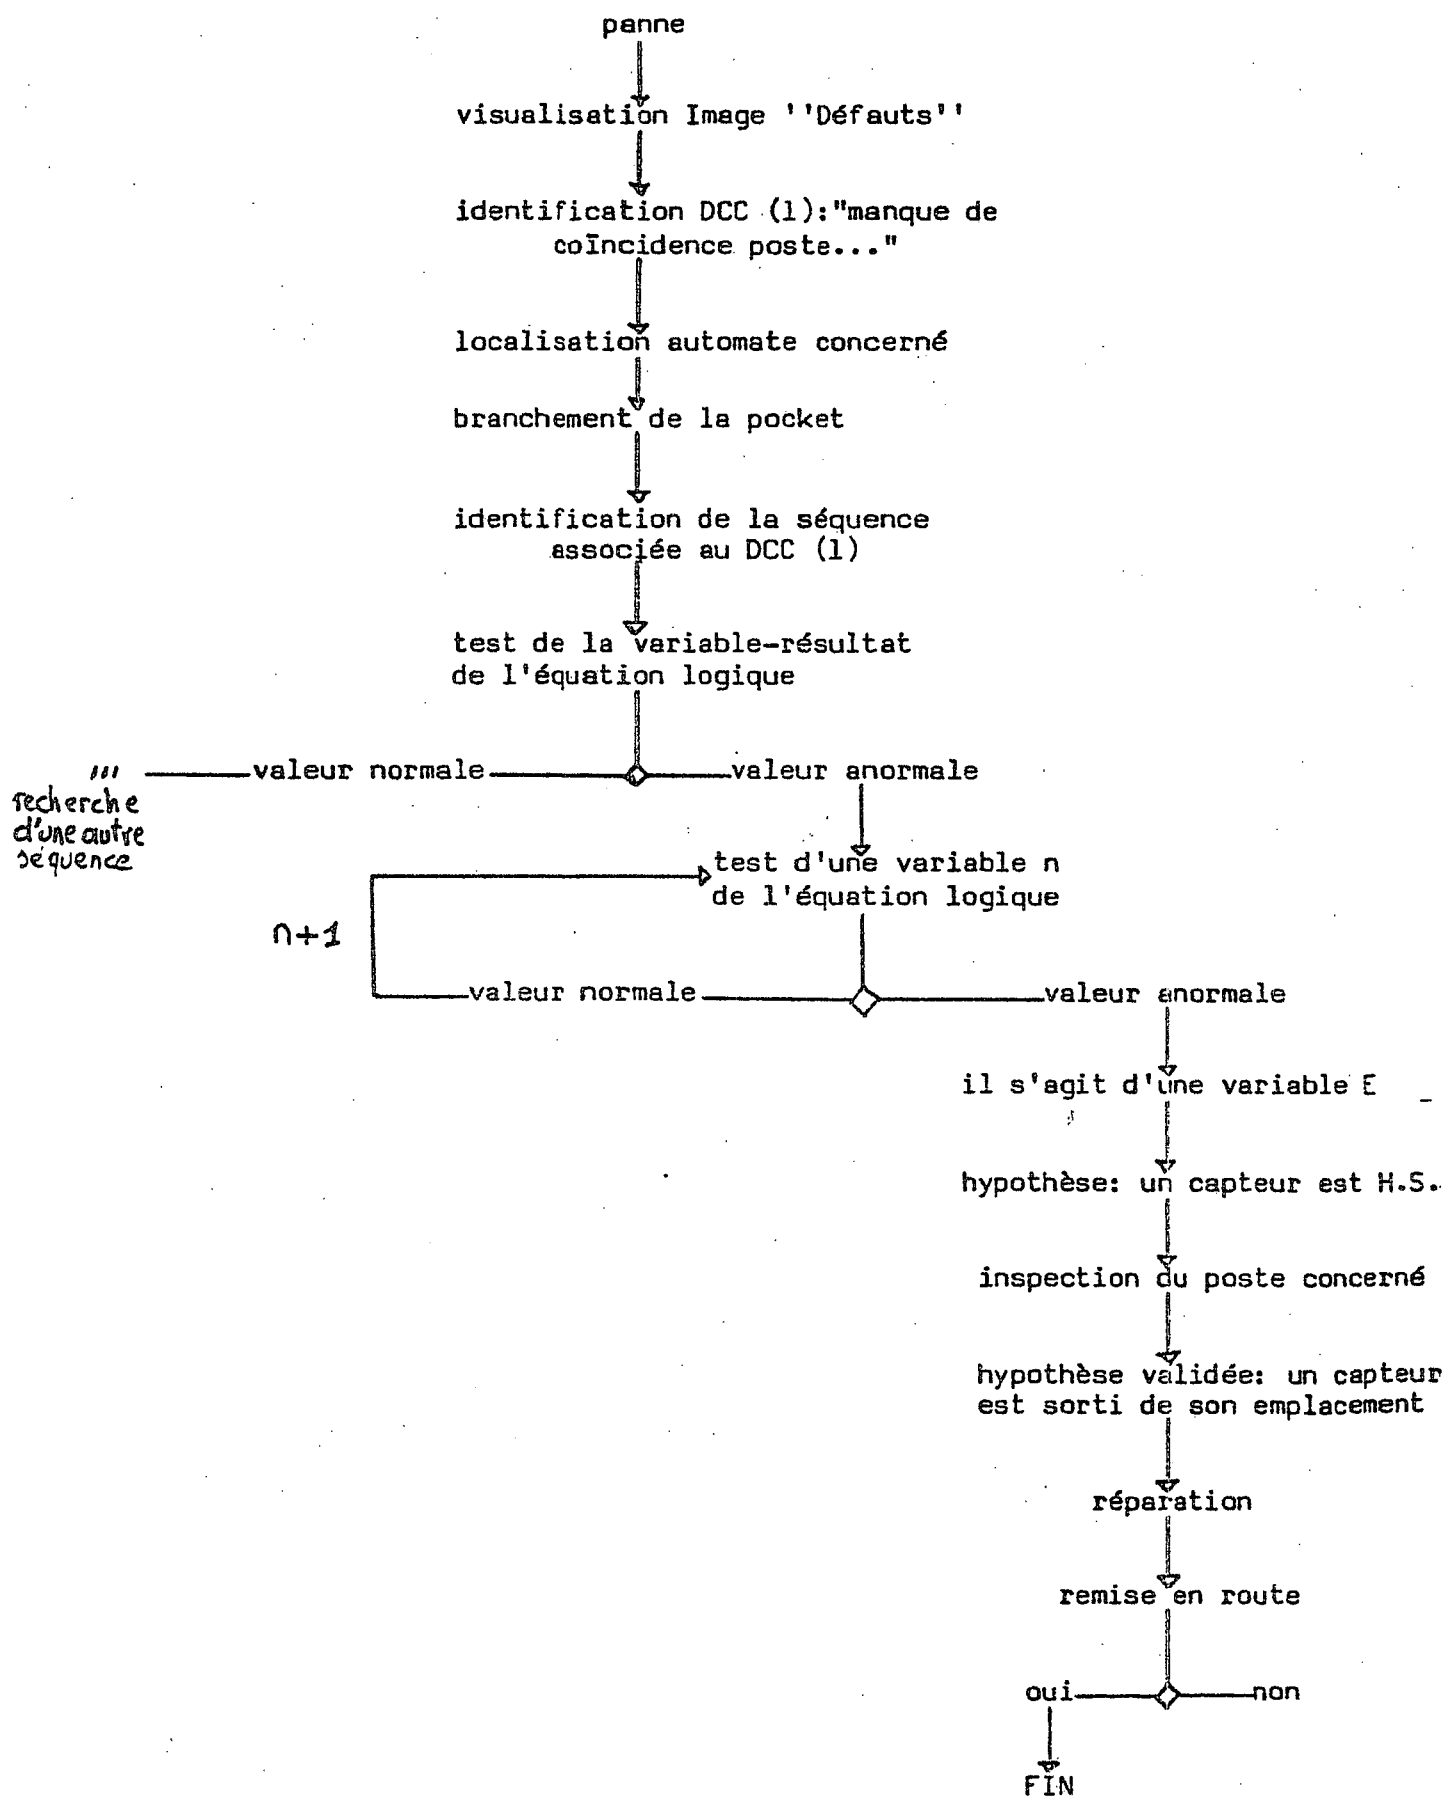 panne
visualisation Image ''Défauts''
identification DCC (1):"manque de
coïncidence poste..."
localisation automate concerné
branchement de la pocket
identification de la séquence
associée au DCC (1)
test de la variable-résultat
de l'équation logique
valeur normale
valeur anormale
recherche
d'une autre
séquence
test d'une variable n
de l'équation logique
n+1
valeur normale
valeur anormale
il s'agit d'une variable E
hypothèse: un capteur est H.S.
inspection du poste concerné
hypothèse validée: un capteur
est sorti de son emplacement
réparation
remise en route
oui
non
FIN